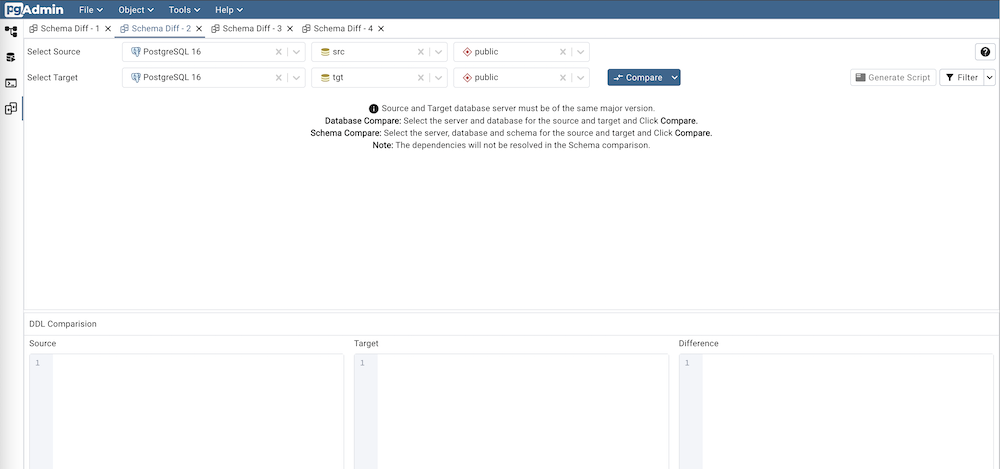 pgAdmin File Object Tools Help
Schema Diff - 1 Schema Diff - 2 Schema Diff - 3 Schema Diff - 4
Select Source PostgreSQL 16 src public
Select Target PostgreSQL 16 tgt public Compare Generate Script Filter
Source and Target database server must be of the same major version.
Database Compare: Select the server and database for the source and target and Click Compare.
Schema Compare: Select the server, database and schema for the source and target and Click Compare.
Note: The dependencies will not be resolved in the Schema comparison.
DDL Comparision
Source Target Difference
1 1 1